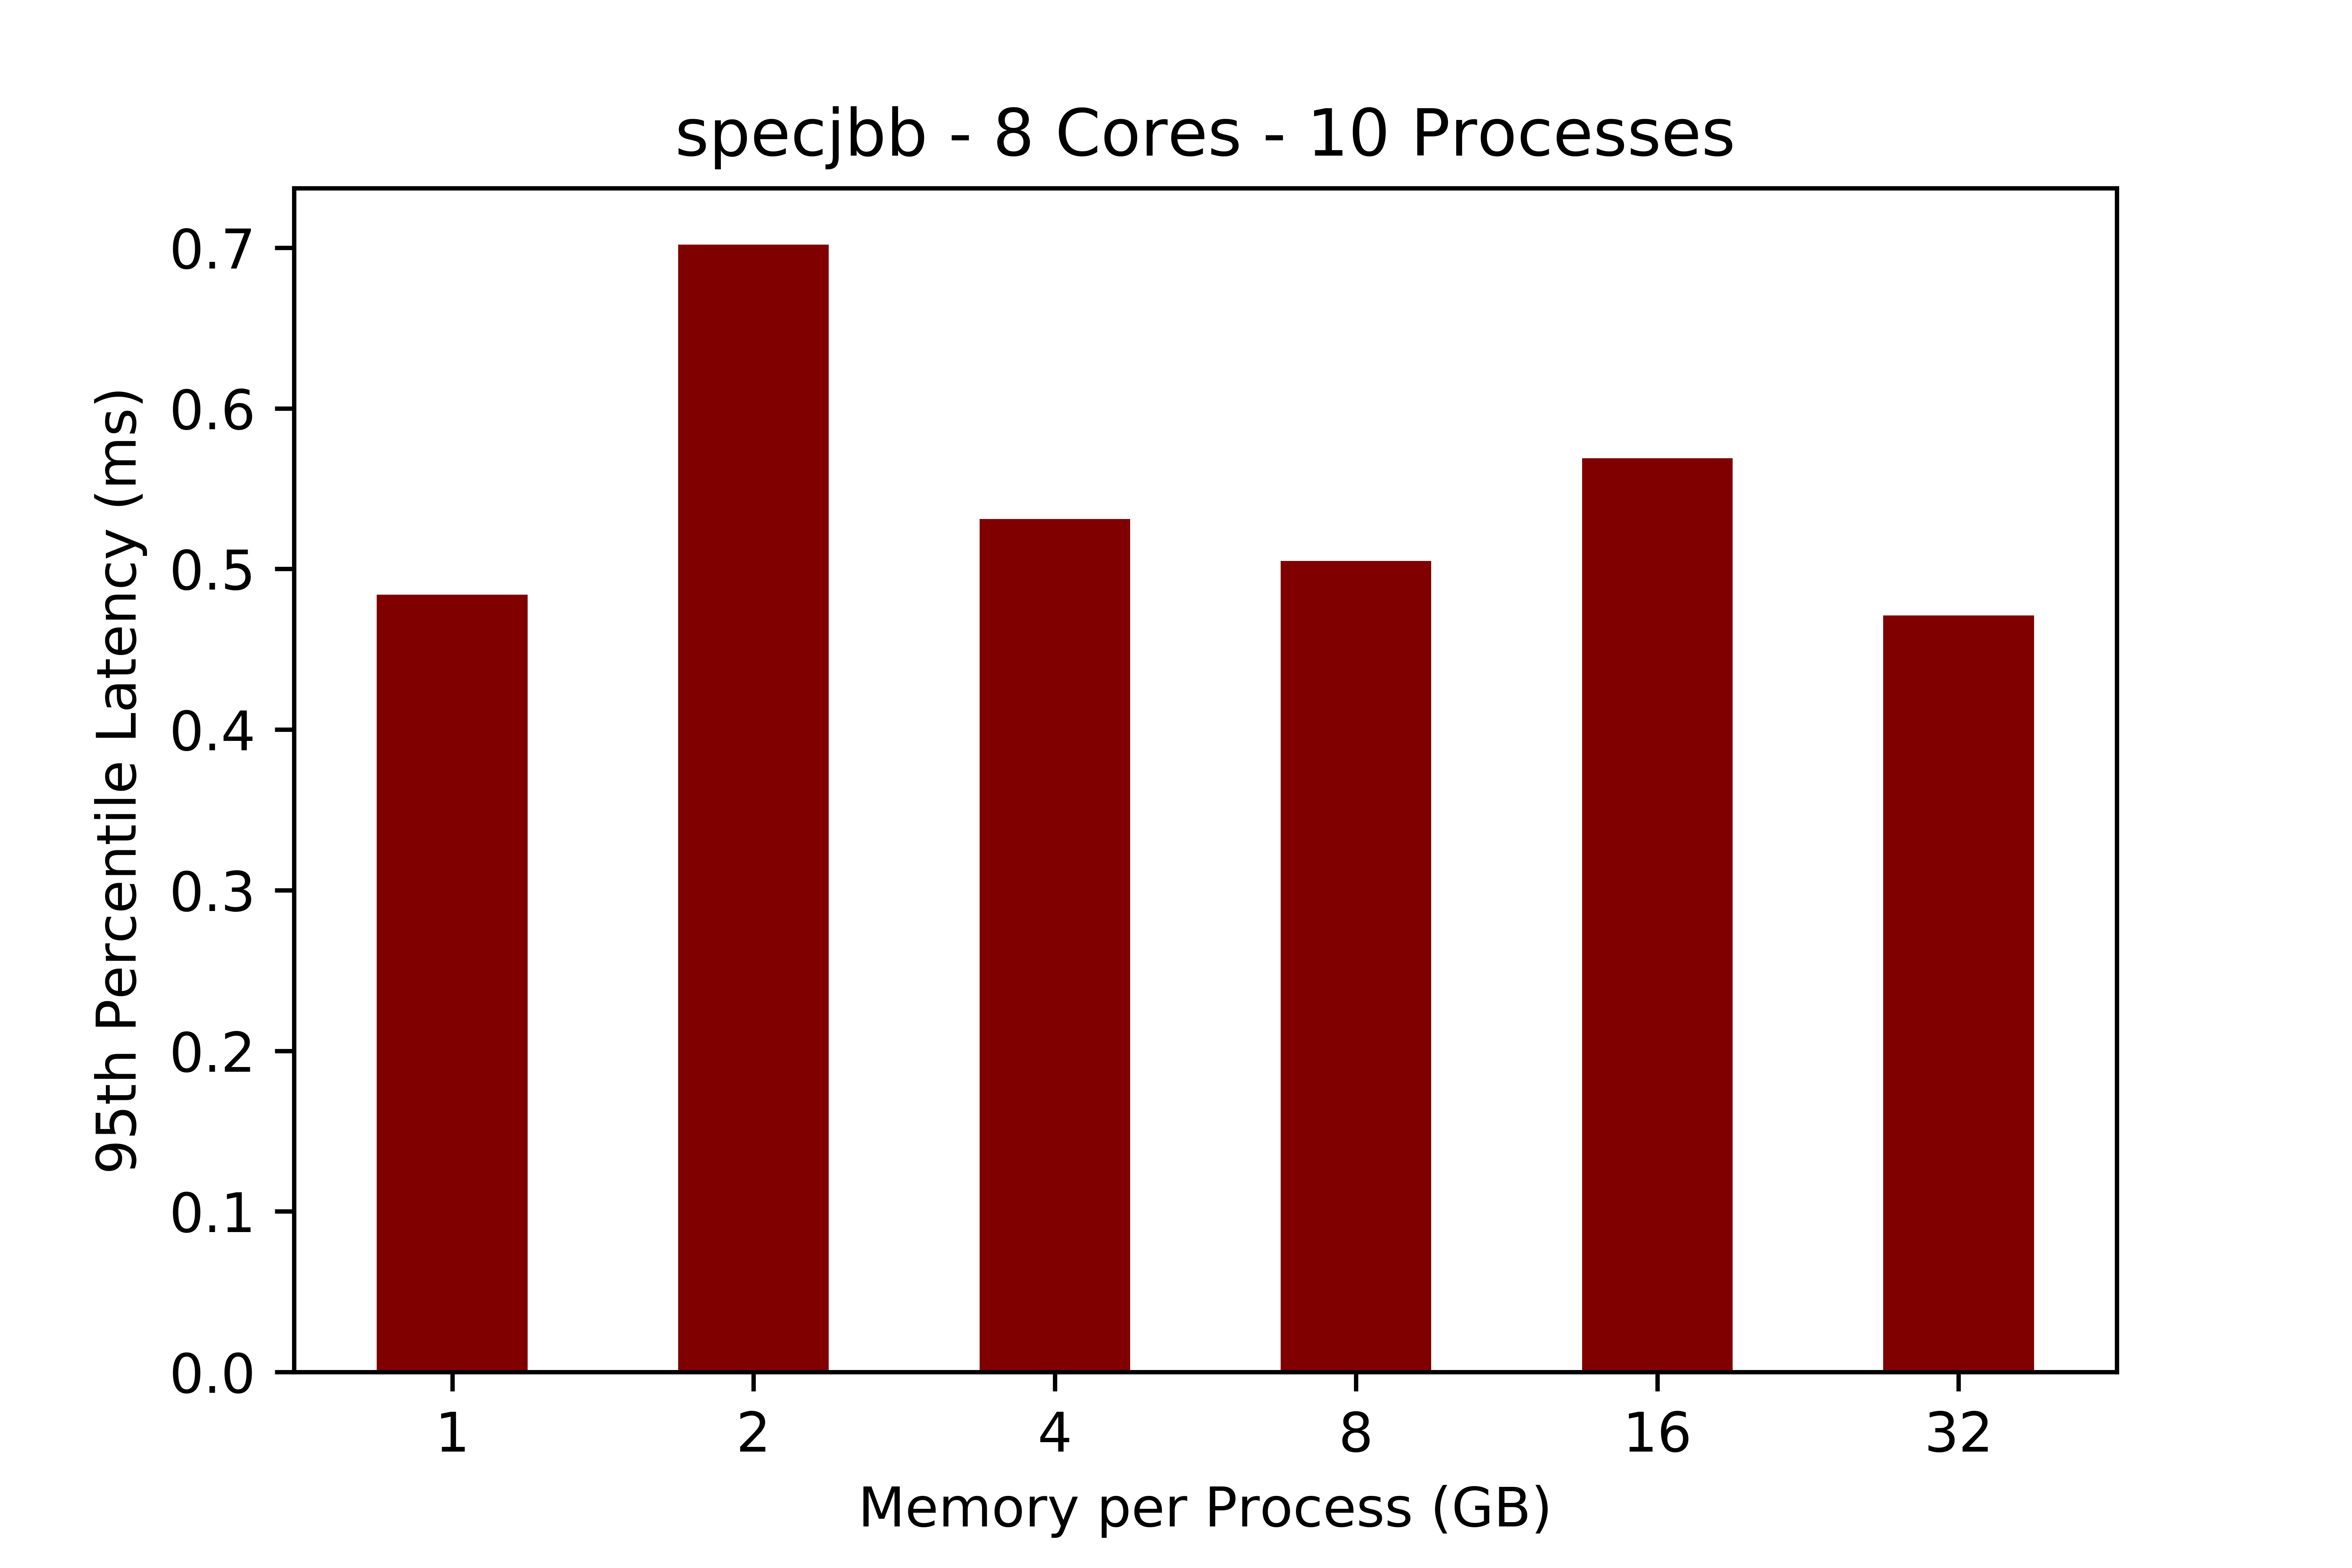 specjbb - 8 Cores - 10 Processes
95th Percentile Latency (ms)
0.7
0.6
0.5
0.4
0.3
0.2
0.1
0.0
1 2 4 8 16 32
Memory per Process (GB)